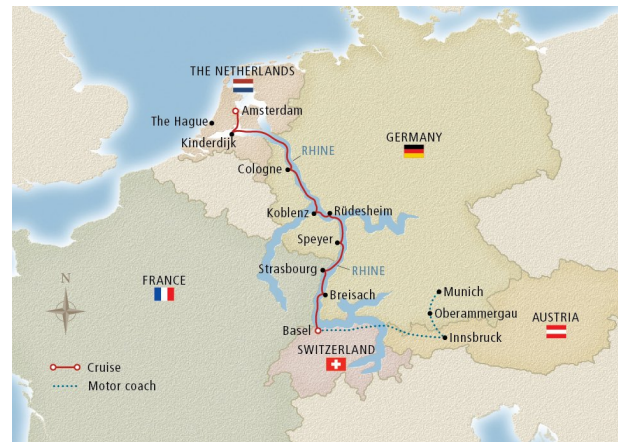 THE NETHERLANDS
Amsterdam
The Hague
Kinderdijk
GERMANY
RHINE
Cologne
Koblenz
Rüdesheim
Speyer
Strasbourg
RHINE
FRANCE
N
Breisach
Munich
Oberammergau
AUSTRIA
Basel
Innsbruck
SWITZERLAND
Cruise
Motor coach